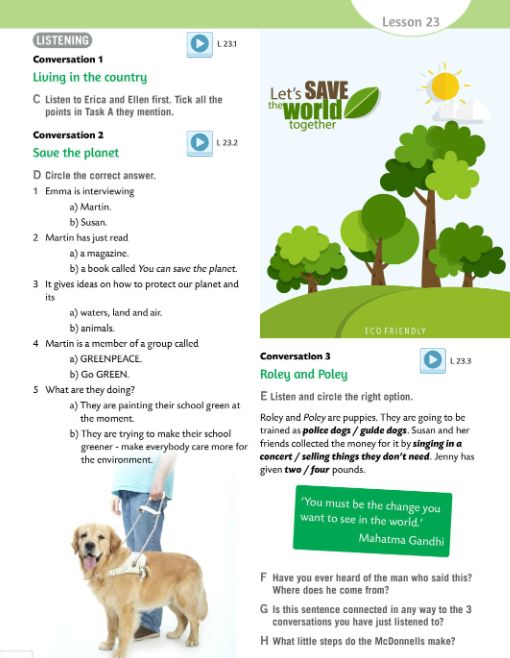 Lesson 23
LISTENING
L 23.1
Conversation 1
Living in the country
C Listen to Erica and Ellen first. Tick all the
points in Task A they mention.
Conversation 2
L 23.2
Save the planet
D Circle the correct answer.
1 Emma is interviewing
a) Martin.
b) Susan.
2 Martin has just read
a) a magazine.
b) a book called You can save the planet.
3 It gives ideas on how to protect our planet and
its
a) waters, land and air.
b) animals.
4 Martin is a member of a group called
a) GREENPEACE.
b) Go GREEN.
5 What are they doing?
a) They are painting their school green at
the moment.
b) They are trying to make their school
greener - make everybody care more for
the environment.
Let's SAVE
the world
together
ECO FRIENDLY
Conversation 3
L 23.3
Roley and Poley
E Listen and circle the right option.
Roley and Poley are puppies. They are going to be
trained as police dogs / guide dogs. Susan and her
friends collected the money for it by singing in a
concert / selling things they don't need. Jenny has
given two / four pounds.
'You must be the change you
want to see in the world.'
Mahatma Gandhi
F Have you ever heard of the man who said this?
Where does he come from?
G Is this sentence connected in any way to the 3
conversations you have just listened to?
H What little steps do the McDonnells make?